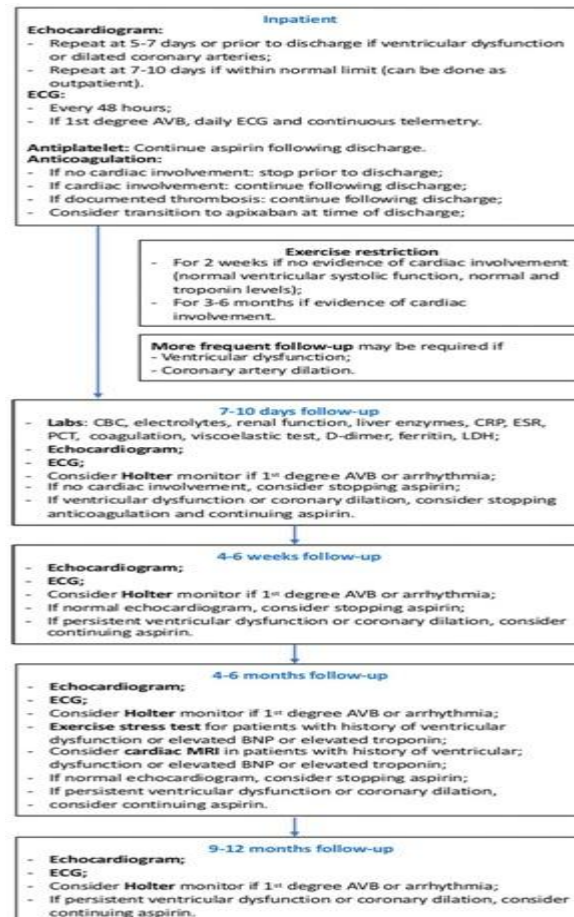 Inpatient
Echocardiogram:
- Repeat at 5-7 days or prior to discharge if ventricular dysfunction
or dilated coronary arteries;
- Repeat at 7-10 days if within normal limit (can be done as
outpatient).
ECG:
- Every 48 hours;
- If 1st degree AVB, daily ECG and continuous telemetry.
Antiplatelet: Continue aspirin following discharge.
Anticoagulation:
- If no cardiac involvement: stop prior to discharge;
- If cardiac involvement: continue following discharge;
- If documented thrombosis: continue following discharge;
- Consider transition to apixaban at time of discharge;
Exercise restriction
- For 2 weeks if no evidence of cardiac involvement
(normal ventricular systolic function, normal and
troponin levels);
- For 3-6 months if evidence of cardiac
involvement.
More frequent follow-up may be required if
- Ventricular dysfunction;
- Coronary artery dilation.
7-10 days follow-up
- Labs: CBC, electrolytes, renal function, liver enzymes, CRP, ESR,
PCT, coagulation, viscoelastic test, D-dimer, ferritin, LDH;
- Echocardiogram;
- ECG;
- Consider Holter monitor if 1st degree AVB or arrhythmia;
- If no cardiac involvement, consider stopping aspirin;
- If ventricular dysfunction or coronary dilation, consider stopping
anticoagulation and continuing aspirin.
4-6 weeks follow-up
- Echocardiogram;
- ECG;
- Consider Holter monitor if 1st degree AVB or arrhythmia;
- If normal echocardiogram, consider stopping aspirin;
- If persistent ventricular dysfunction or coronary dilation, consider
continuing aspirin.
4-6 months follow-up
- Echocardiogram;
- ECG;
- Consider Holter monitor if 1st degree AVB or arrhythmia;
- Exercise stress test for patients with history of ventricular
dysfunction or elevated BNP or elevated troponin;
- Consider cardiac MRI in patients with history of ventricular;
dysfunction or elevated BNP or elevated troponin;
- If normal echocardiogram, consider stopping aspirin;
- If persistent ventricular dysfunction or coronary dilation,
- consider continuing aspirin.
9-12 months follow-up
- Echocardiogram;
- ECG;
- Consider Holter monitor if 1st degree AVB or arrhythmia;
- If persistent ventricular dysfunction or coronary dilation, consider
continuing aspirin.